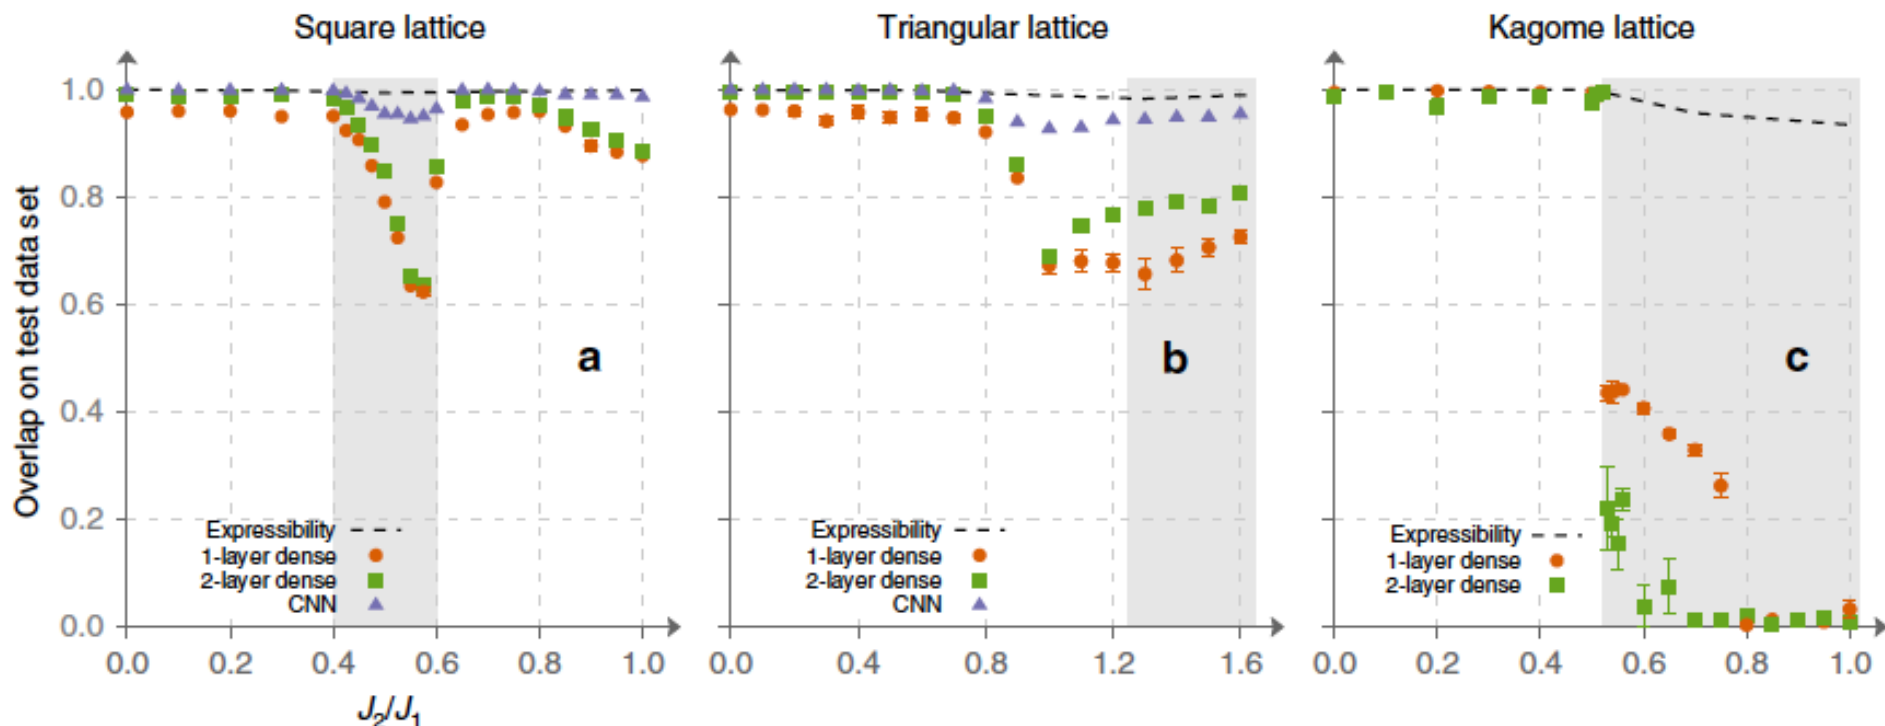 Square lattice
Triangular lattice
Kagome lattice
Overlap on test data set
1.0
0.8
0.6
0.4
0.2
0.0
a
b
c
Expressibility
1-layer dense
2-layer dense
CNN
Expressibility
1-layer dense
2-layer dense
CNN
Expressibility
1-layer dense
2-layer dense
0.0 0.2 0.4 0.6 0.8 1.0
0.0 0.4 0.8 1.2 1.6
0.0 0.2 0.4 0.6 0.8 1.0
J2/J1